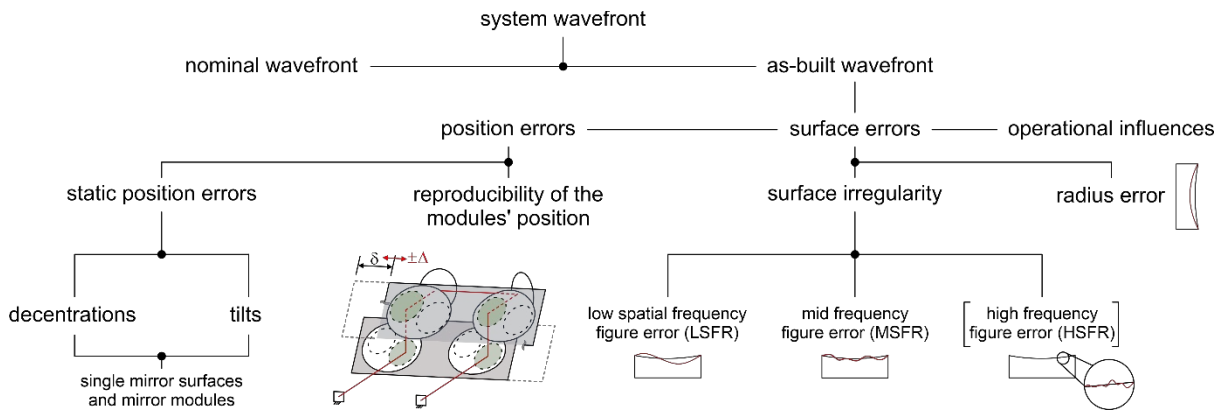 system wavefront
nominal wavefront
as-built wavefront
position errors
surface errors
operational influences
static position errors
reproducibility of the
modules' position
surface irregularity
radius error
δ
±Δ
decentrations
tilts
low spatial frequency
figure error (LSFR)
mid frequency
figure error (MSFR)
high frequency
figure error (HSFR)
single mirror surfaces
and mirror modules